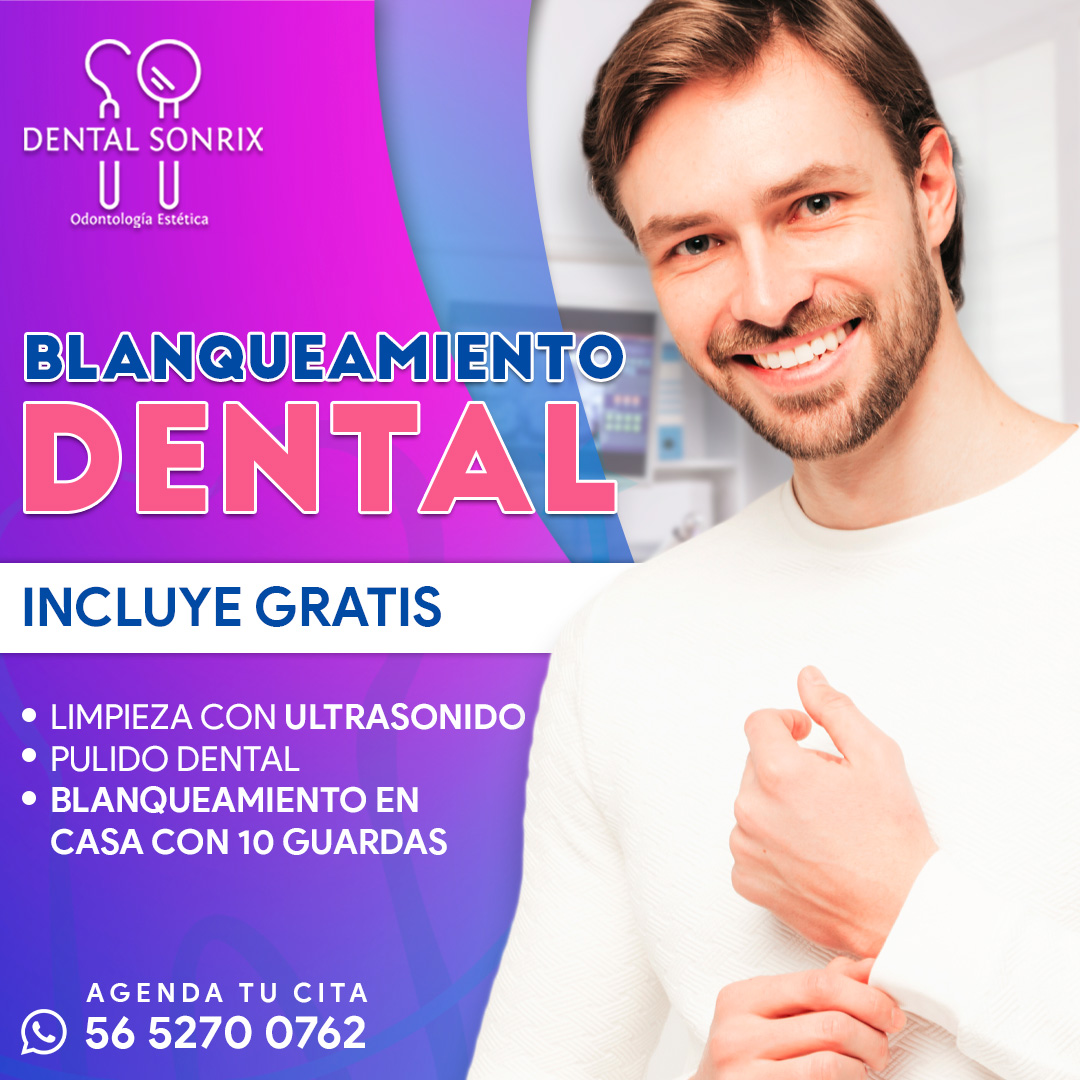 DENTAL SONRIX
Odontología Estética
BLANQUEAMIENTO
DENTAL
INCLUYE GRATIS
• LIMPIEZA CON ULTRASONIDO
• PULIDO DENTAL
• BLANQUEAMIENTO EN
CASA CON 10 GUARDAS
AGENDA TU CITA
56 5270 0762